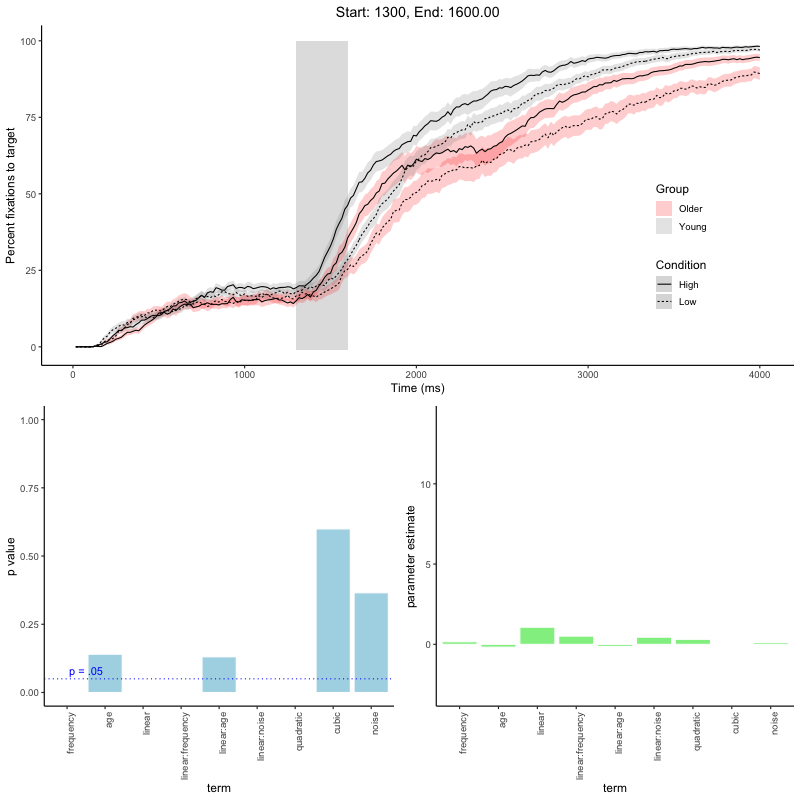 Start: 1300, End: 1600.00
Percent fixations to target
100
75
50
25
0
0
1000
2000
3000
4000
Time (ms)
Group
Older
Young
Condition
High
Low
p value
1.00
0.75
0.50
0.25
0.00
p = .05
frequency
age
linear
linear:frequency
linear:age
linear:noise
quadratic
cubic
noise
term
parameter estimate
10
5
0
frequency
age
linear
linear:frequency
linear:age
linear:noise
quadratic
cubic
noise
term